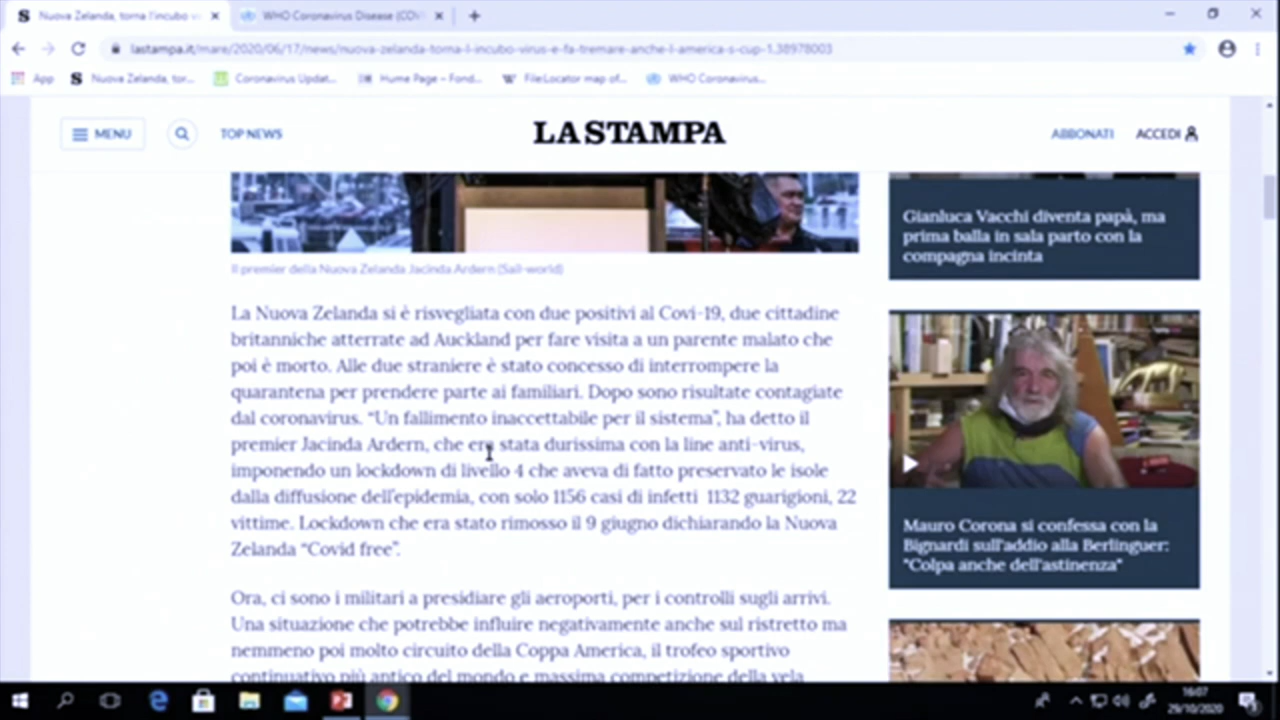 Nuova Zelanda, torna l'incubo vi
WHO Coronavirus Disease (COV
lastampa.it/mare/2020/06/17/news/nuova-zelanda-torna-l-incubo-virus-e-fa-tremare-anche-l-america-s-cup-1.38978003
App
Nuova Zelanda, tor...
Coronavirus Updat...
Home Page – Fond...
File:Locator map of...
WHO Coronavirus...
MENU
TOP NEWS
LA STAMPA
ABBONATI
ACCEDI
Il premier della Nuova Zelanda Jacinda Ardern (Sail-world)
La Nuova Zelanda si è risvegliata con due positivi al Covi-19, due cittadine
britanniche atterrate ad Auckland per fare visita a un parente malato che
poi è morto. Alle due straniere è stato concesso di interrompere la
quarantena per prendere parte ai familiari. Dopo sono risultate contagiate
dal coronavirus. “Un fallimento inaccettabile per il sistema”, ha detto il
premier Jacinda Ardern, che era stata durissima con la line anti-virus,
imponendo un lockdown di livello 4 che aveva di fatto preservato le isole
dalla diffusione dell’epidemia, con solo 1156 casi di infetti 1132 guarigioni, 22
vittime. Lockdown che era stato rimosso il 9 giugno dichiarando la Nuova
Zelanda “Covid free”.
Ora, ci sono i militari a presidiare gli aeroporti, per i controlli sugli arrivi.
Una situazione che potrebbe influire negativamente anche sul ristretto ma
nemmeno poi molto circuito della Coppa America, il trofeo sportivo
continuativo più antico del mondo e massima competizione della vela
Gianluca Vacchi diventa papà, ma
prima balla in sala parto con la
compagna incinta
Mauro Corona si confessa con la
Bignardi sull'addio alla Berlinguer:
"Colpa anche dell'astinenza"
16:07
29/10/2020